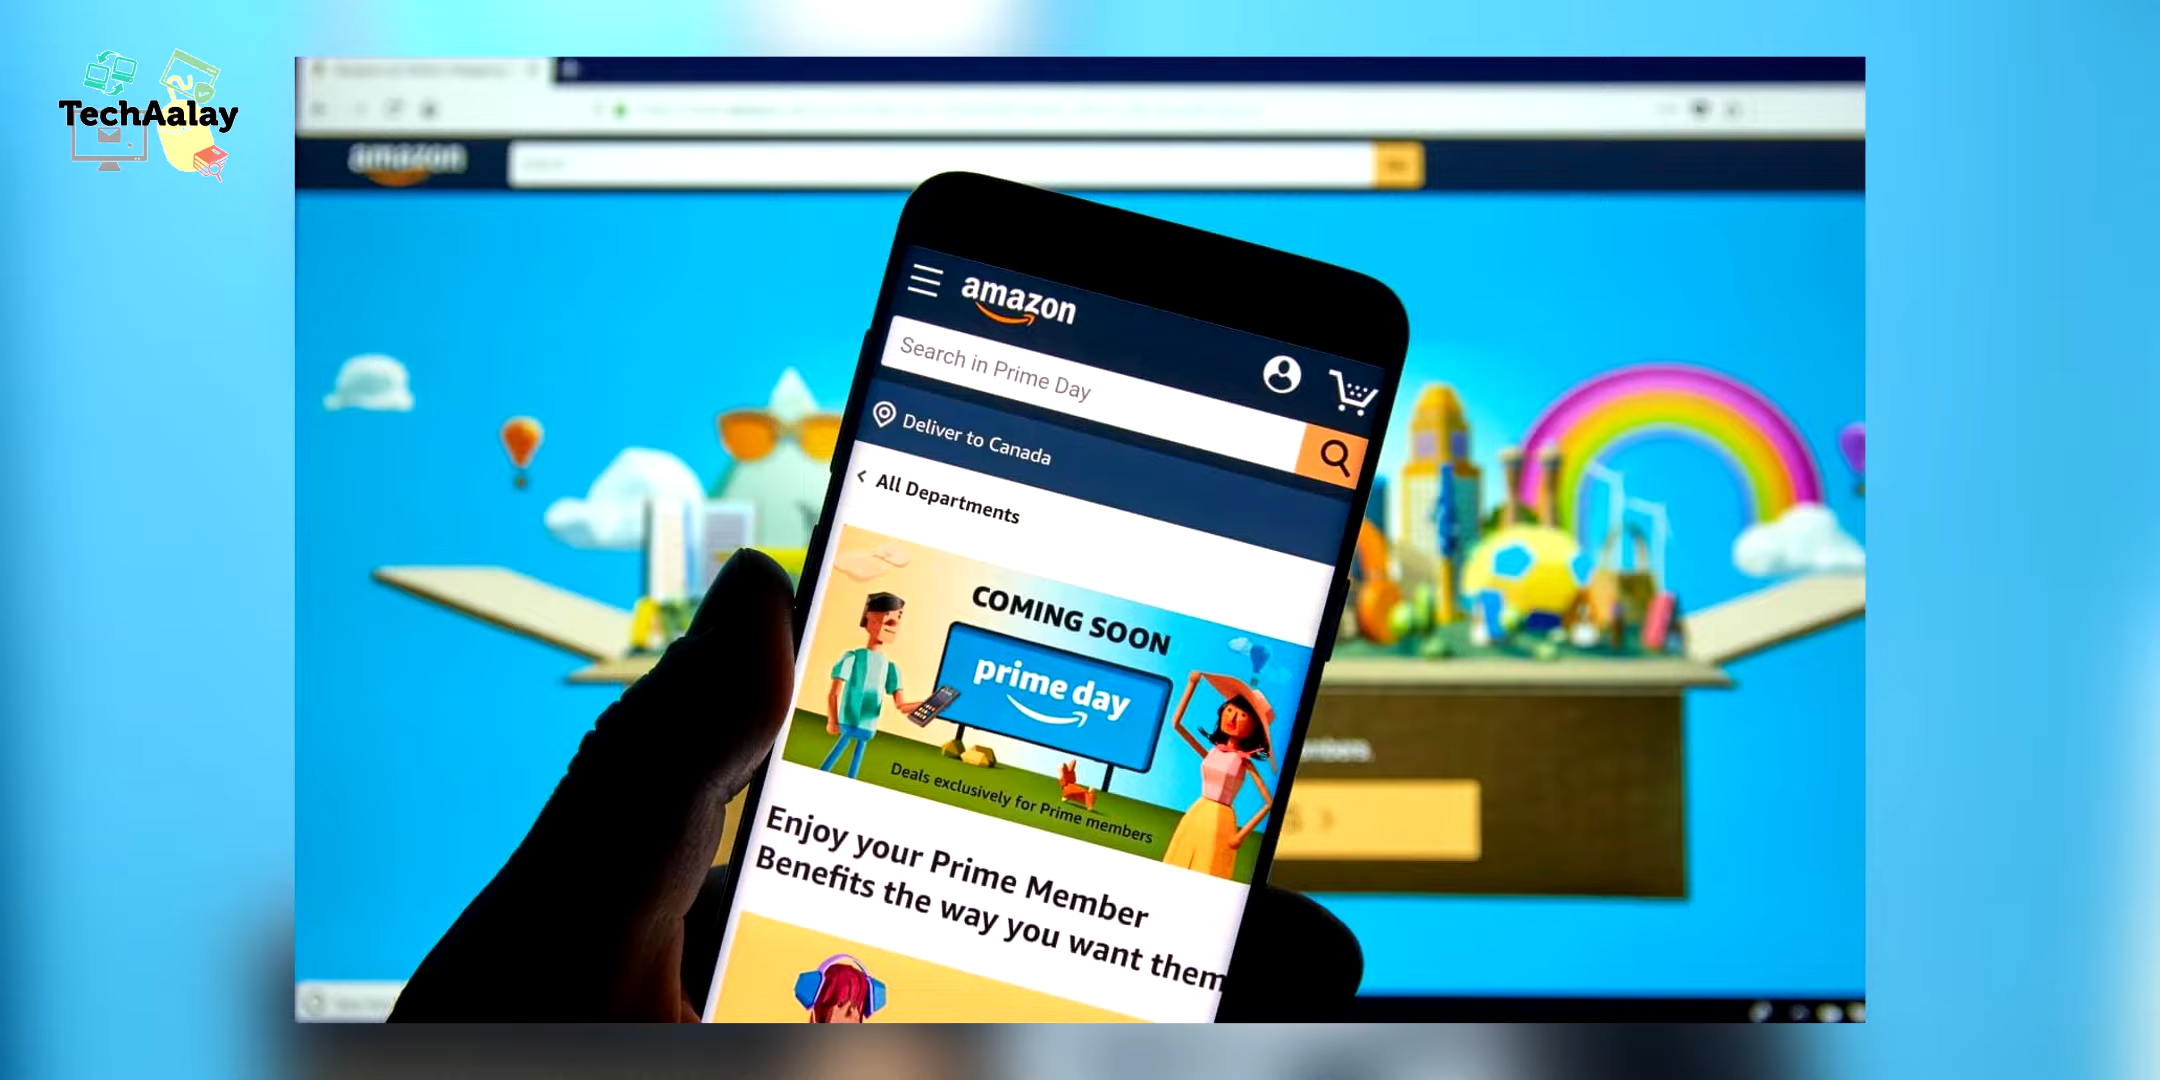 TechAalay
amazon
amazon
Search in Prime Day
Deliver to Canada
All Departments
COMING SOON
prime day
Deals exclusively for Prime members
Enjoy your Prime Member
Benefits the way you want them